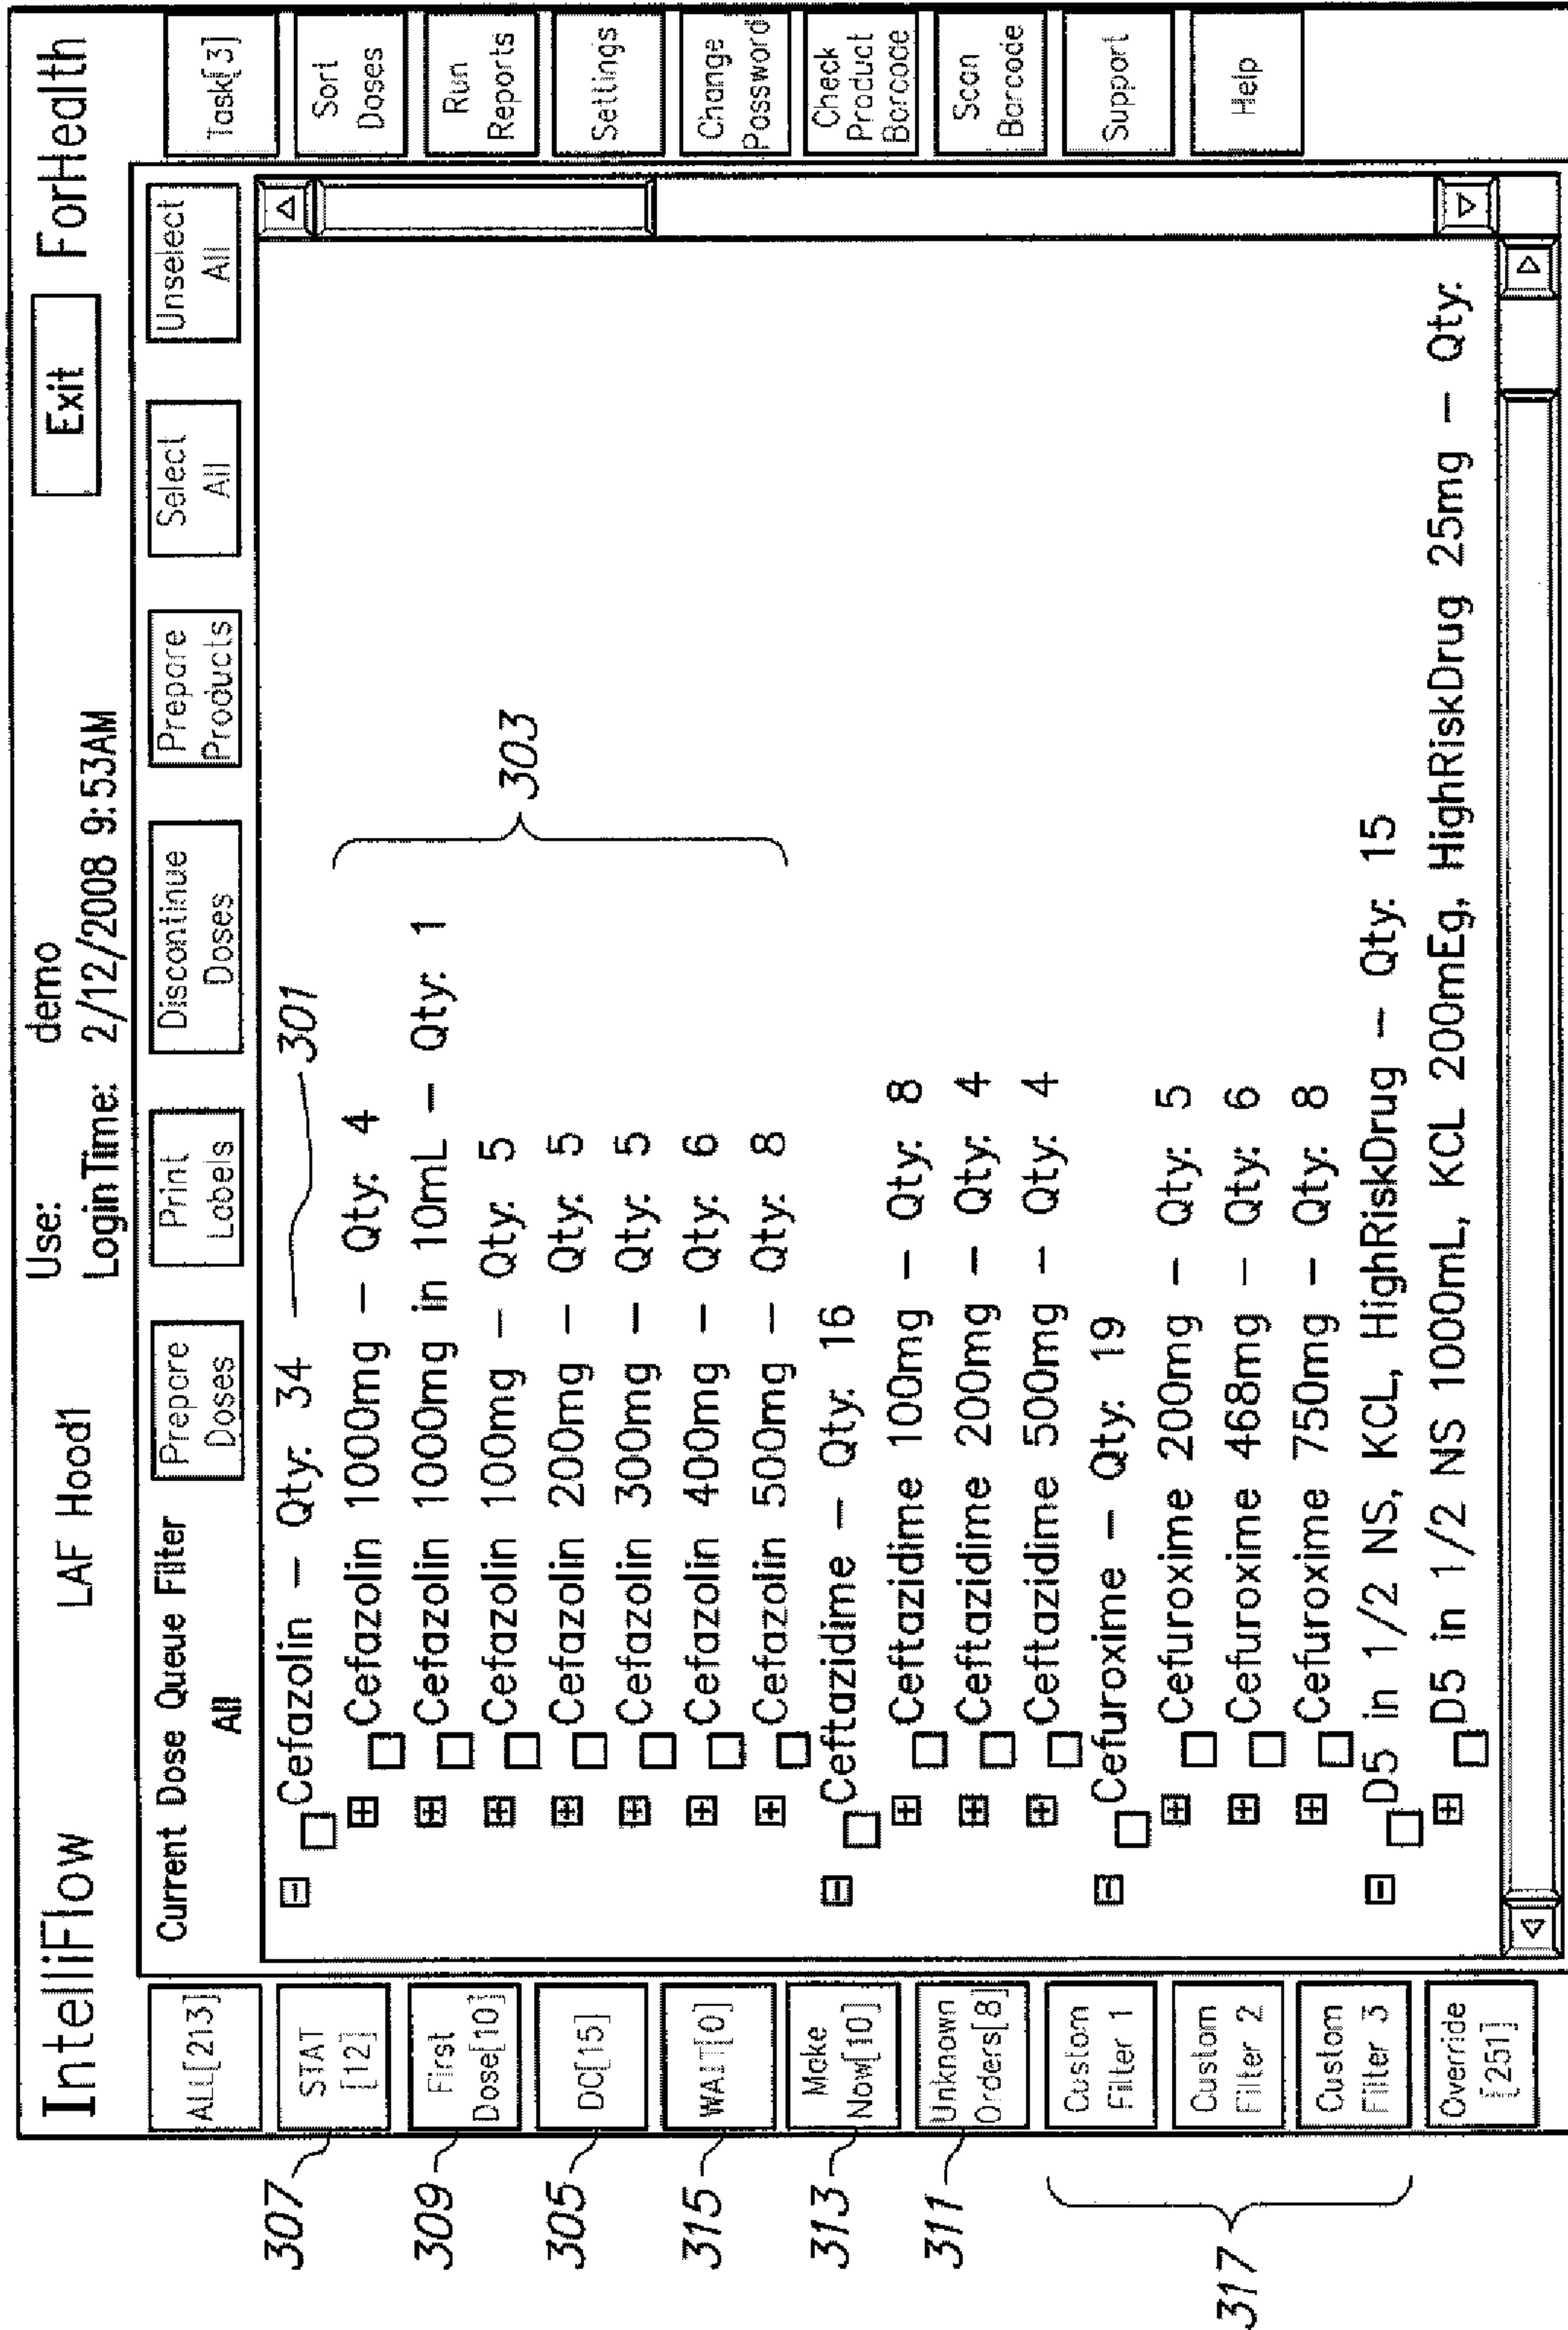 IntelliFlow
LAF Hood1
Use: demo
LoginTime: 2/12/2008 9:53AM
Exit
ForHealth
ALL[213]
STAT
[12]
First
Dose[10]
DC[15]
WAIT[0]
Make
Now[10]
Unknown
Orders[8]
Custom
Filter 1
Custom
Filter 2
Custom
Filter 3
Override
[251]
307
309
305
315
313
311
317
Current Dose Queue Filter
All
Prepare
Doses
Print
Labels
Discontinue
Doses
Prepare
Products
Select
All
Unselect
All
Cefazolin – Qty: 34
301
Cefazolin 1000mg – Qty: 4
Cefazolin 1000mg in 10mL – Qty: 1
Cefazolin 100mg – Qty: 5
Cefazolin 200mg – Qty: 5
Cefazolin 300mg – Qty: 5
Cefazolin 400mg – Qty: 6
Cefazolin 500mg – Qty: 8
303
Ceftazidime – Qty: 16
Ceftazidime 100mg – Qty: 8
Ceftazidime 200mg – Qty: 4
Ceftazidime 500mg – Qty: 4
Cefuroxime – Qty: 19
Cefuroxime 200mg – Qty: 5
Cefuroxime 468mg – Qty: 6
Cefuroxime 750mg – Qty: 8
D5 in 1/2 NS, KCL, HighRiskDrug – Qty: 15
D5 in 1/2 NS 1000mL, KCL 200mEg, HighRiskDrug 25mg – Qty:
Task[3]
Sort
Doses
Run
Reports
Settings
Change
Password
Check
Product
Barcode
Scan
Barcode
Support
Help